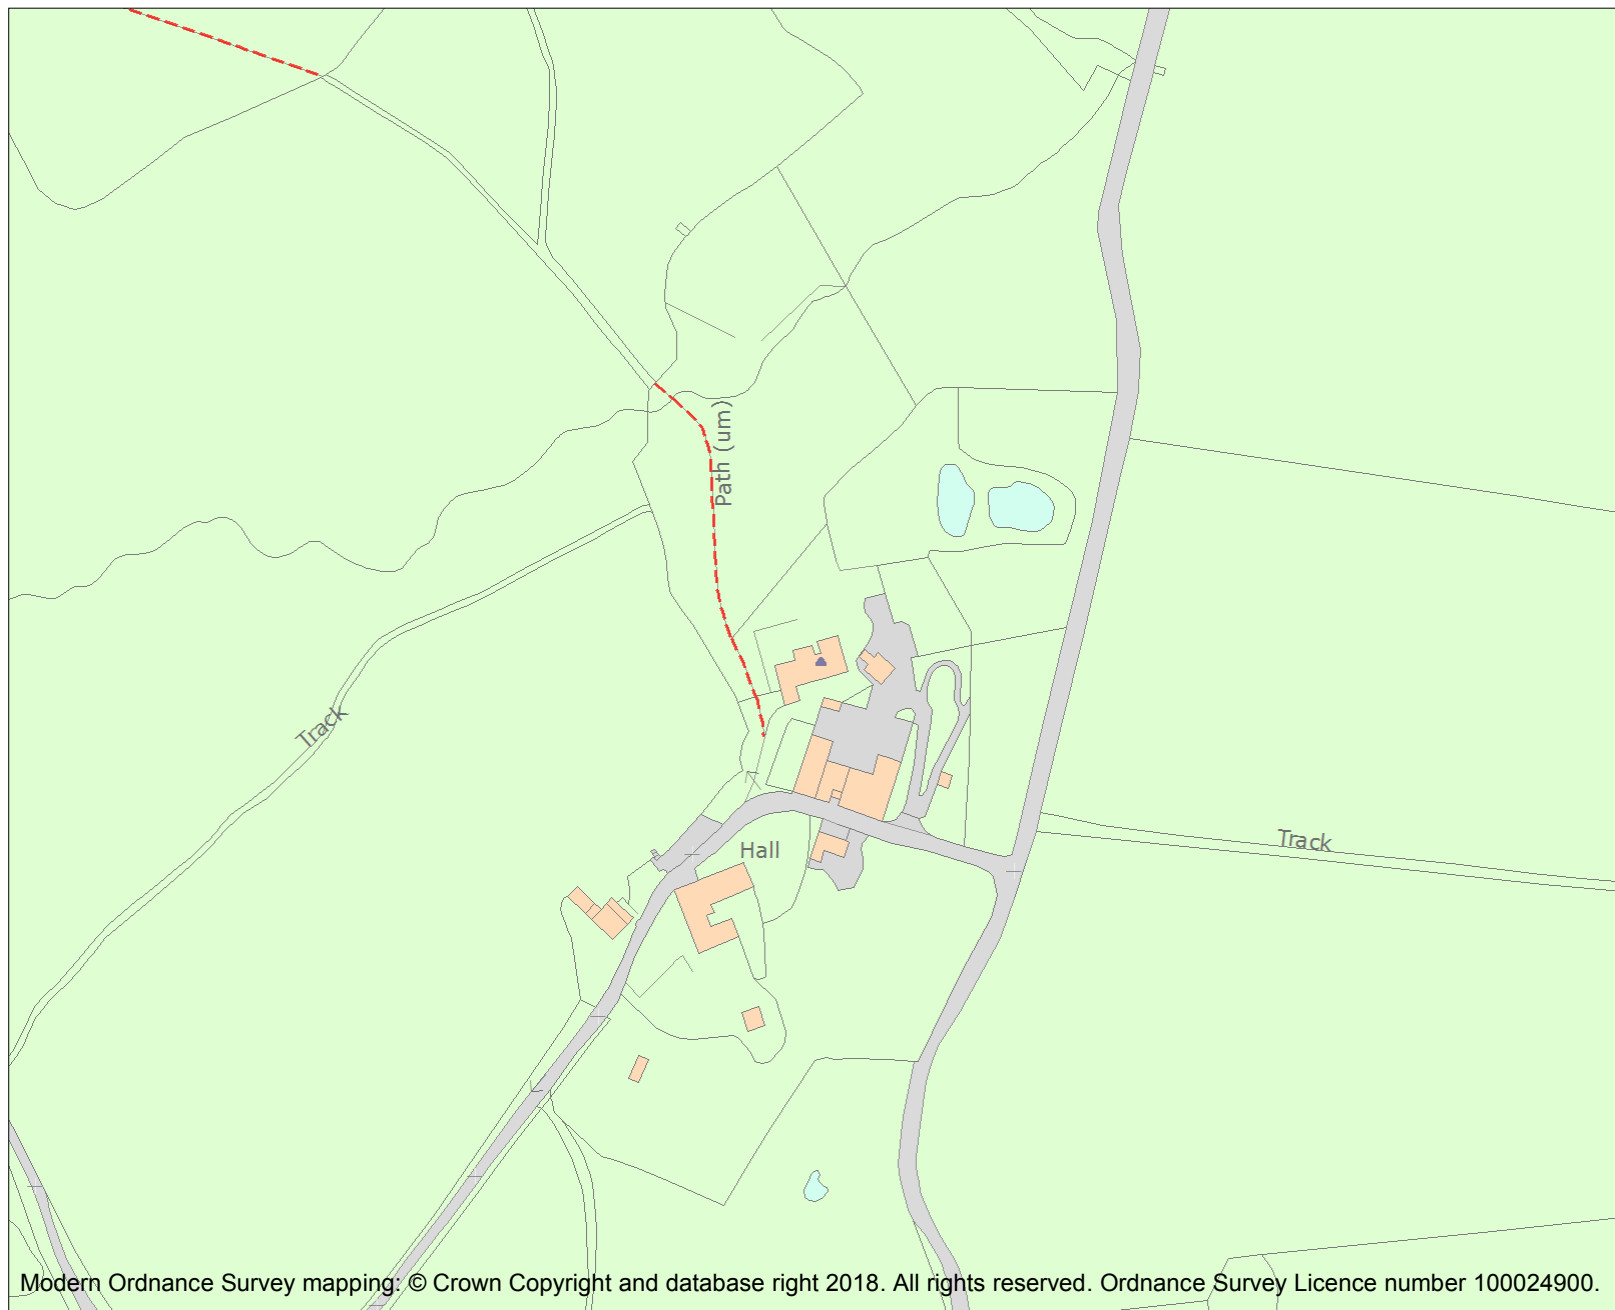 Path (um)
Track
Track
Hall
Modern Ordnance Survey mapping: © Crown Copyright and database right 2018. All rights reserved. Ordnance Survey Licence number 100024900.